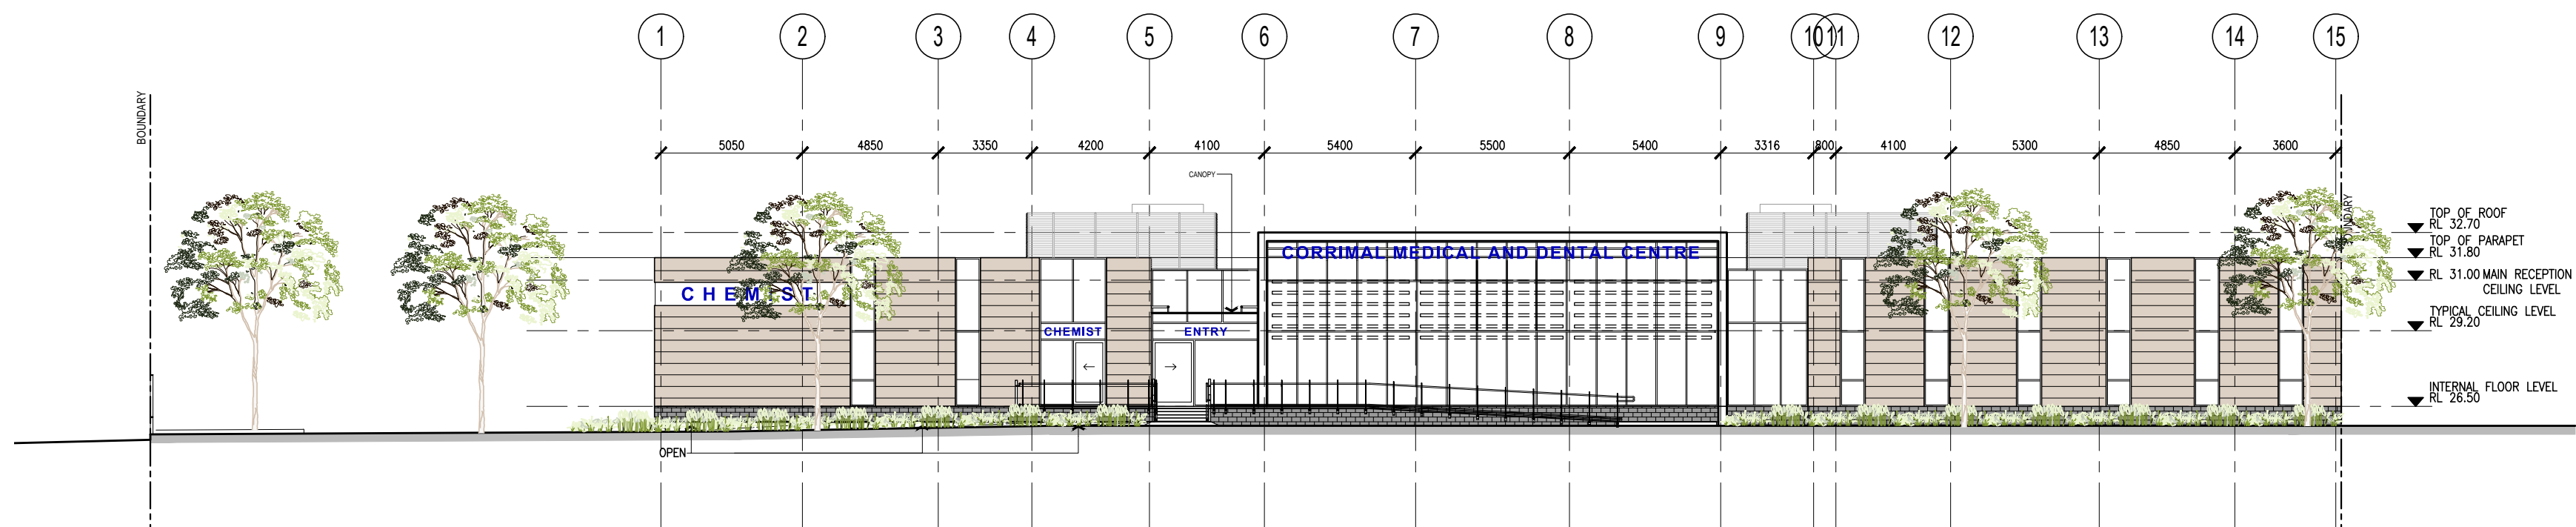 1 2 3 4 5 6 7 8 9 10 11 12 13 14 15
BOUNDARY
5050 4850 3350 4200 4100 5400 5500 5400 3316 800 4100 5300 4850 3600
CANOPY
BOUNDARY
TOP OF ROOF
RL 32.70
TOP OF PARAPET
RL 31.80
RL 31.00 MAIN RECEPTION
CEILING LEVEL
TYPICAL CEILING LEVEL
RL 29.20
INTERNAL FLOOR LEVEL
RL 26.50
CORRIMAL MEDICAL AND DENTAL CENTRE
CHEMIST
CHEMIST
ENTRY
OPEN